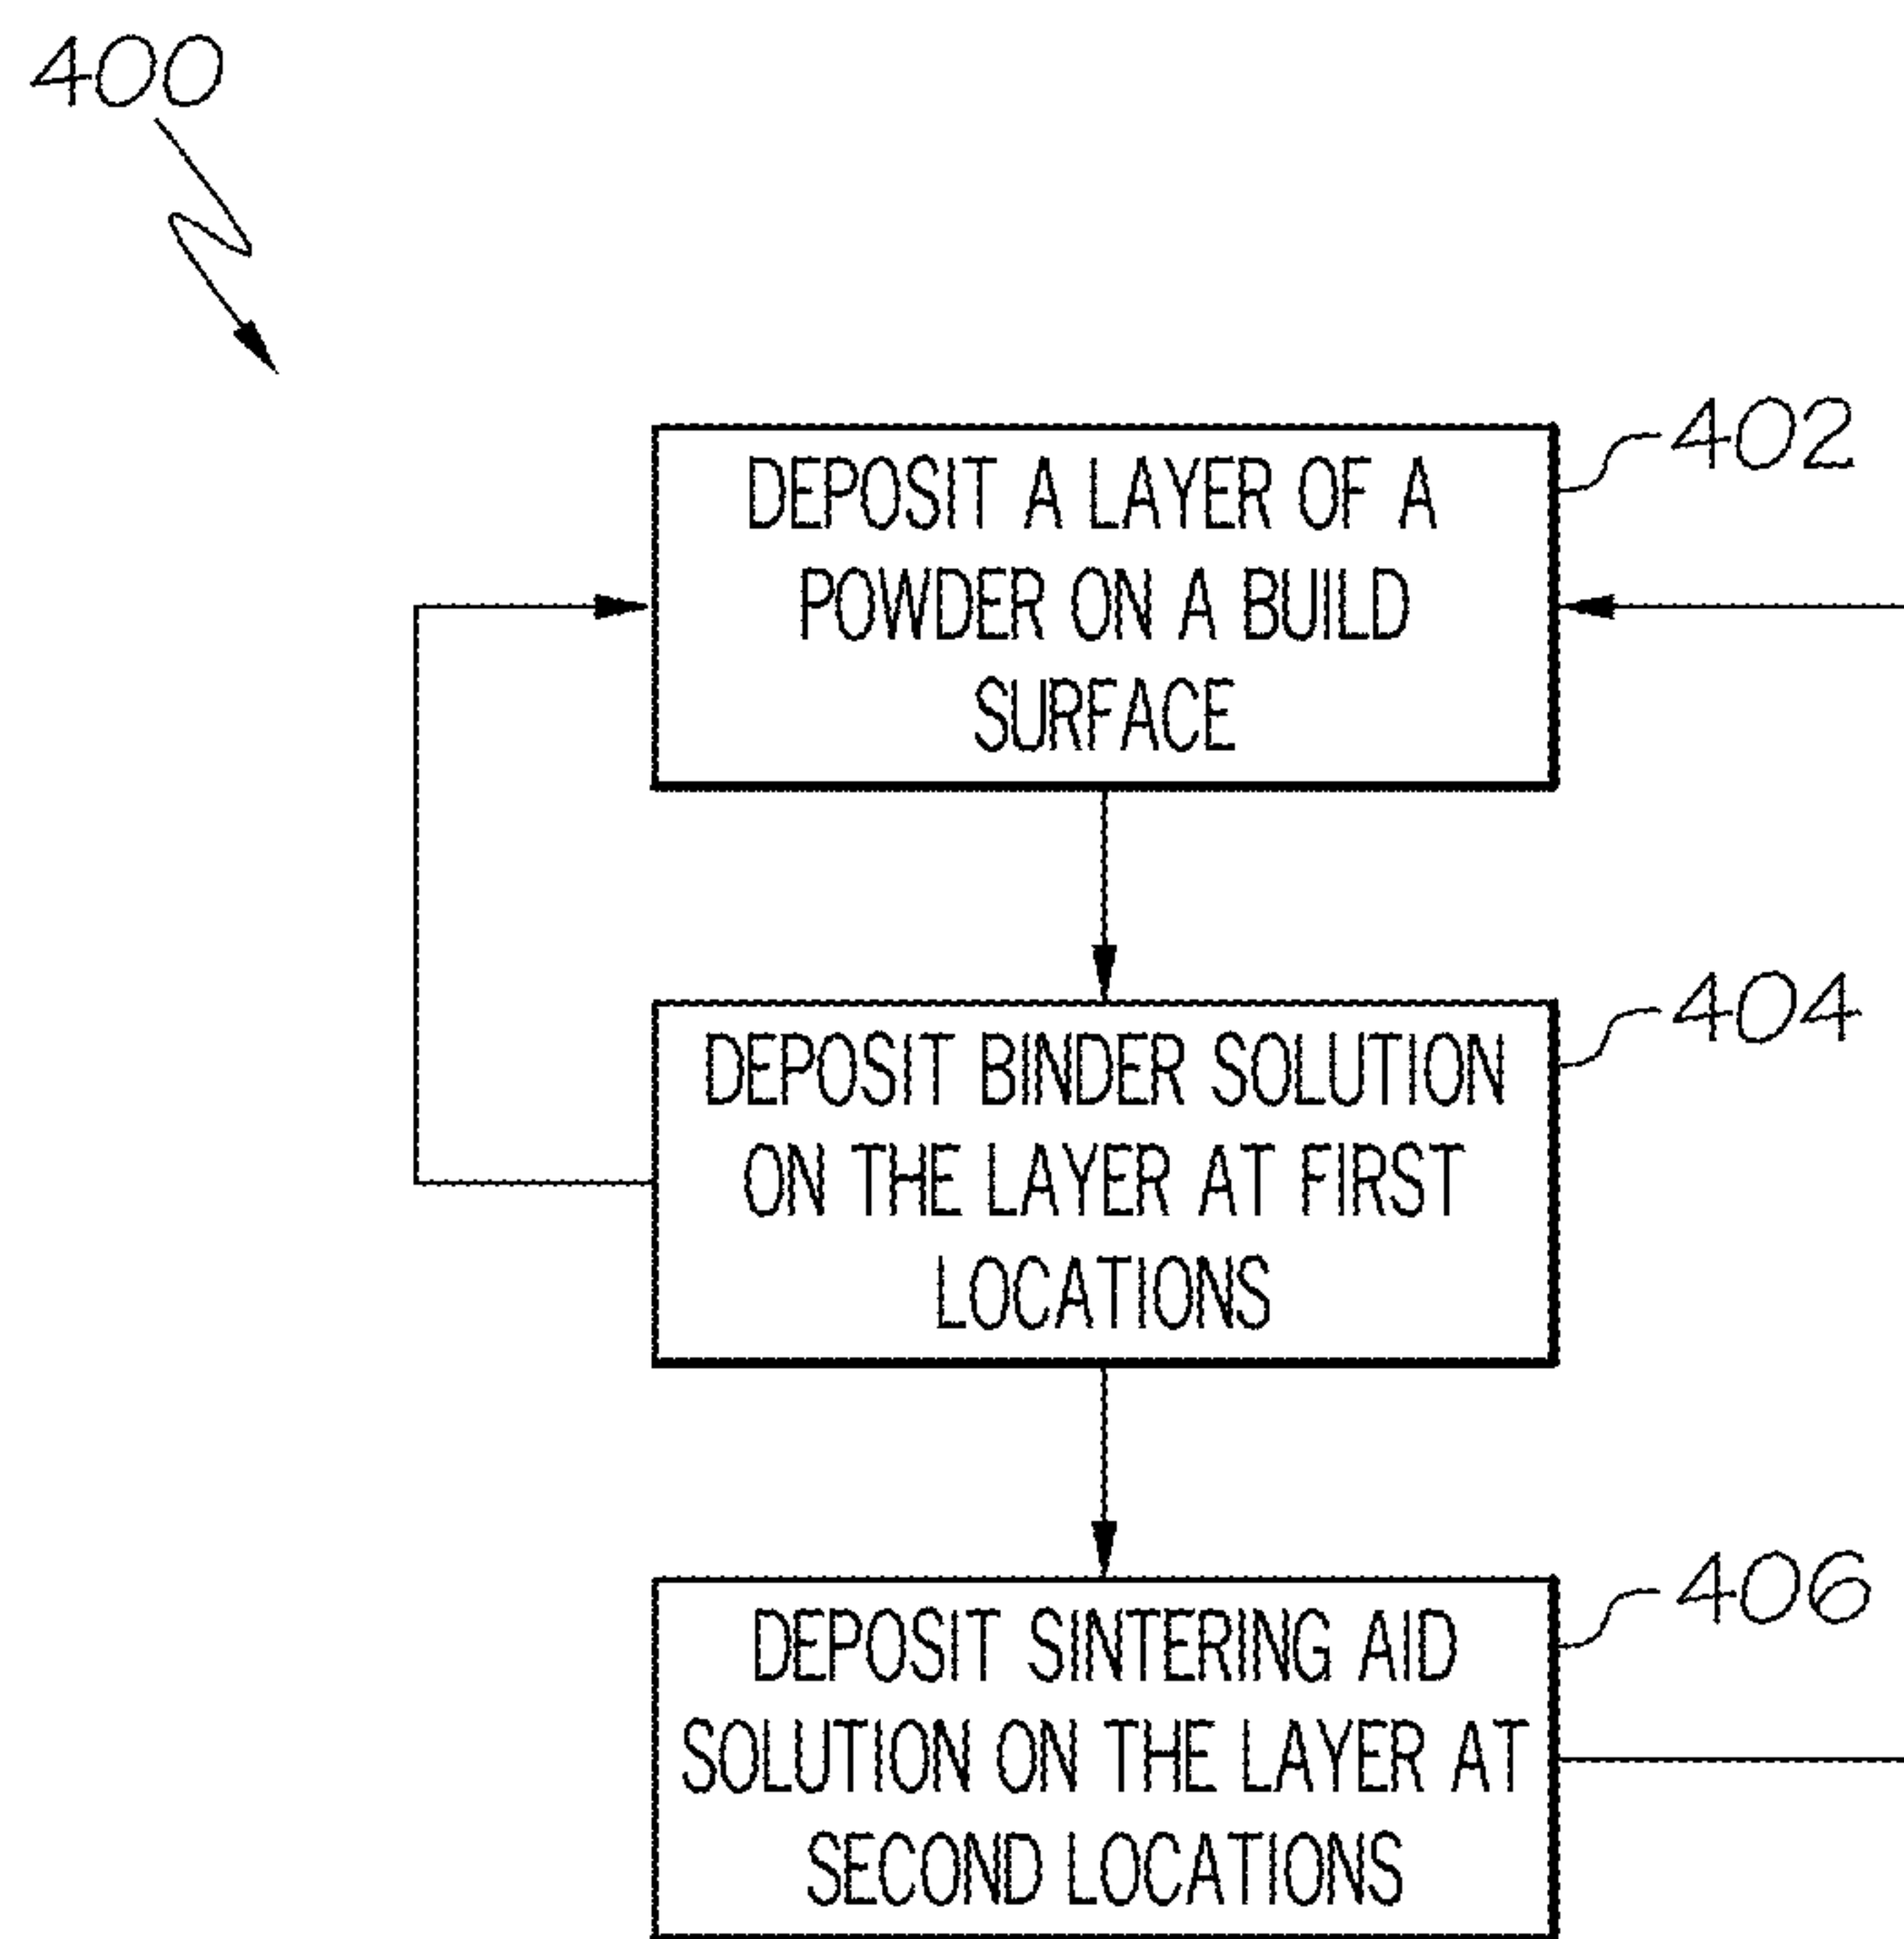 400
402
DEPOSIT A LAYER OF A
POWDER ON A BUILD
SURFACE
404
DEPOSIT BINDER SOLUTION
ON THE LAYER AT FIRST
LOCATIONS
406
DEPOSIT SINTERING AID
SOLUTION ON THE LAYER AT
SECOND LOCATIONS